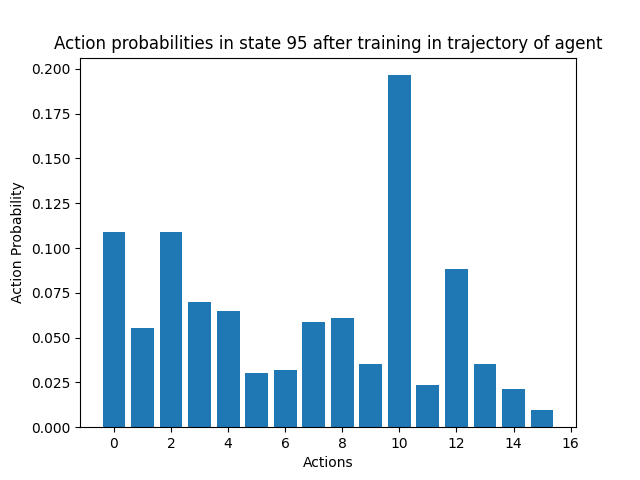 Action probabilities in state 95 after training in trajectory of agent
0.200
0.175
0.150
0.125
0.100
0.075
0.050
0.025
0.000
Action Probability
0 2 4 6 8 10 12 14 16
Actions